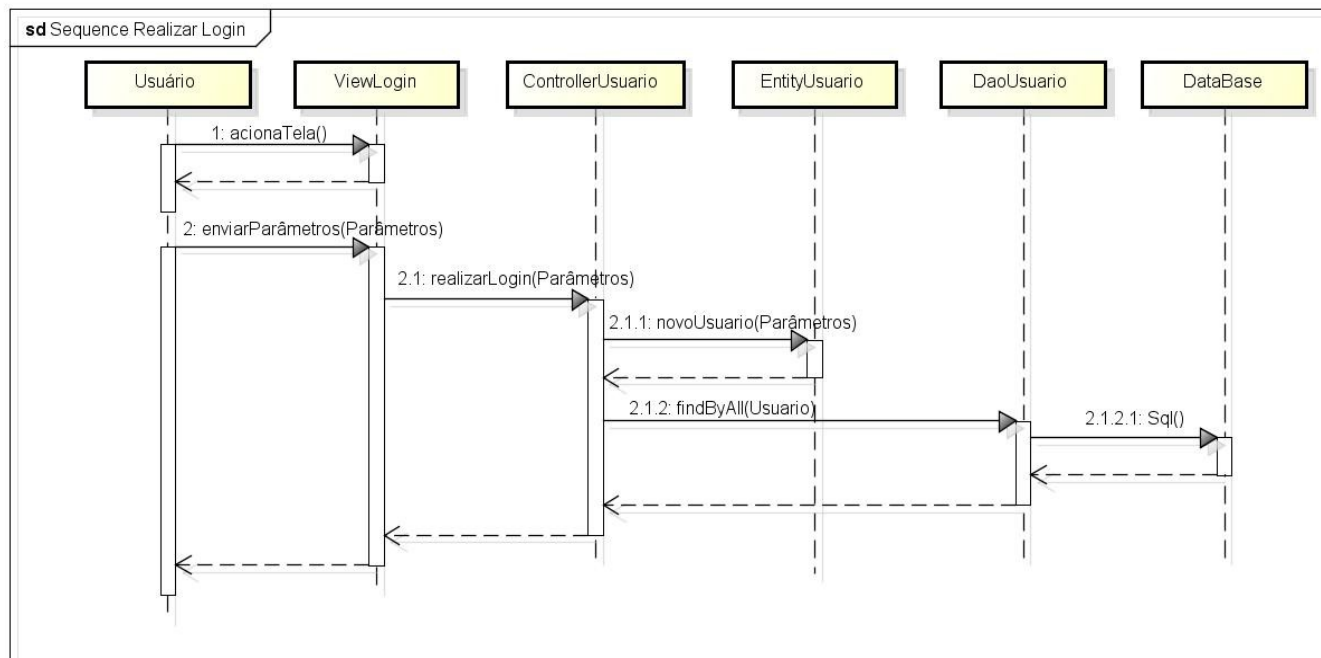 sd Sequence Realizar Login
Usuário
ViewLogin
ControllerUsuario
EntityUsuario
DaoUsuario
DataBase
1: acionaTela()
2: enviarParâmetros(Parâmetros)
2.1: realizarLogin(Parâmetros)
2.1.1: novoUsuario(Parâmetros)
2.1.2: findByAll(Usuario)
2.1.2.1: Sql()